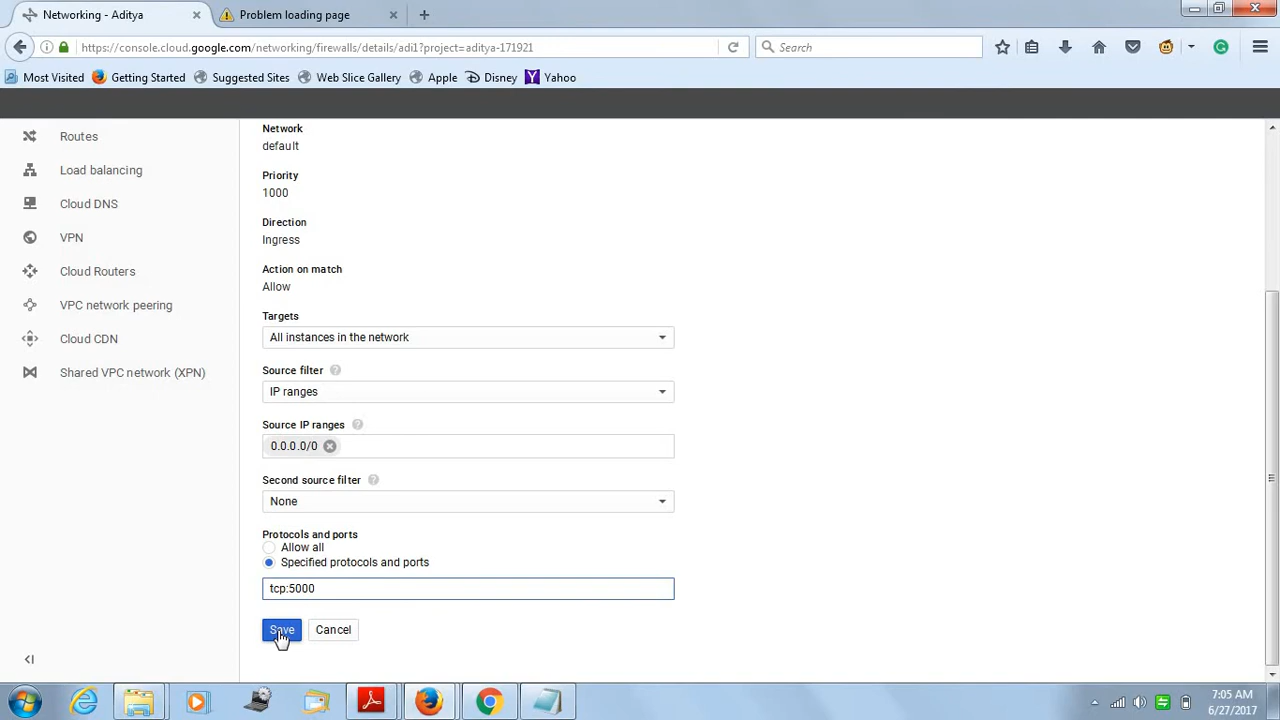 Networking - Aditya
Problem loading page
https://console.cloud.google.com/networking/firewalls/details/adi1?project=aditya-171921
Search
Most Visited
Getting Started
Suggested Sites
Web Slice Gallery
Apple
Disney
Yahoo
Routes
Load balancing
Cloud DNS
VPN
Cloud Routers
VPC network peering
Cloud CDN
Shared VPC network (XPN)
Network
default
Priority
1000
Direction
Ingress
Action on match
Allow
Targets
All instances in the network
Source filter
IP ranges
Source IP ranges
0.0.0.0/0
Second source filter
None
Protocols and ports
Allow all
Specified protocols and ports
tcp:5000
Save
Cancel
7:05 AM
6/27/2017